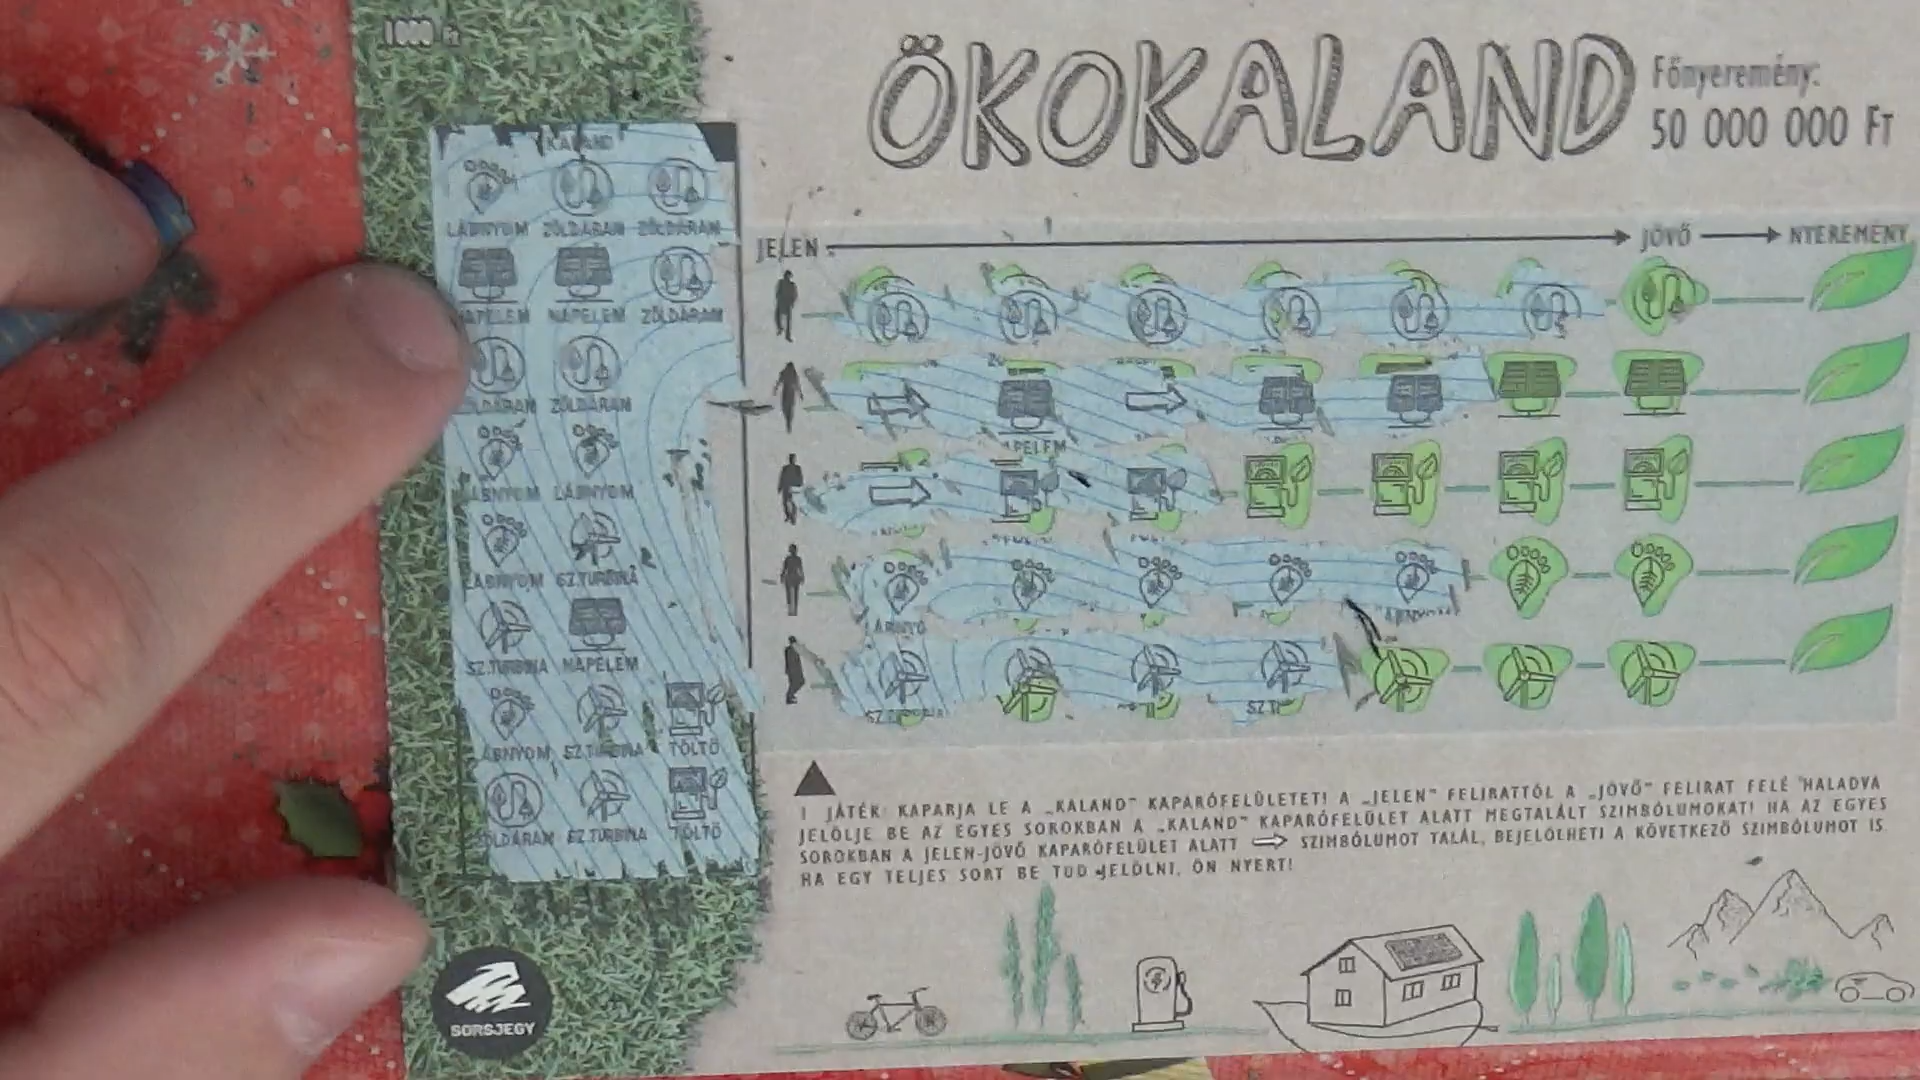 1000 Ft
ÖKOKALAND
Főnyeremény:
50 000 000 Ft
KALAND
LÁBNYOM ZÖLDÁRAM ZÖLDÁRAM
NAPELEM NAPELEM ZÖLDÁRAM
ZÖLDÁRAM ZÖLDÁRAM
LÁBNYOM LÁBNYOM
LÁBNYOM SZ.TURBINA
SZ.TURBINA NAPELEM
LÁBNYOM SZ.TURBINA TÖLTŐ
ZÖLDÁRAM SZ.TURBINA TÖLTŐ
SORSJEGY
JELEN JÖVŐ NYEREMÉNY
1 JÁTÉK: KAPARJA LE A „KALAND" KAPARÓFELÜLETET! A „JELEN" FELIRATTÓL A „JÖVŐ" FELIRAT FELÉ HALADVA
JELÖLJE BE AZ EGYES SOROKBAN A „KALAND" KAPARÓFELÜLET ALATT MEGTALÁLT SZIMBÓLUMOKAT! HA AZ EGYES
SOROKBAN A JELEN-JÖVŐ KAPARÓFELÜLET ALATT ⇨ SZIMBÓLUMOT TALÁL, BEJELÖLHETI A KÖVETKEZŐ SZIMBÓLUMOT IS.
HA EGY TELJES SORT BE TUD JELÖLNI, ÖN NYERT!